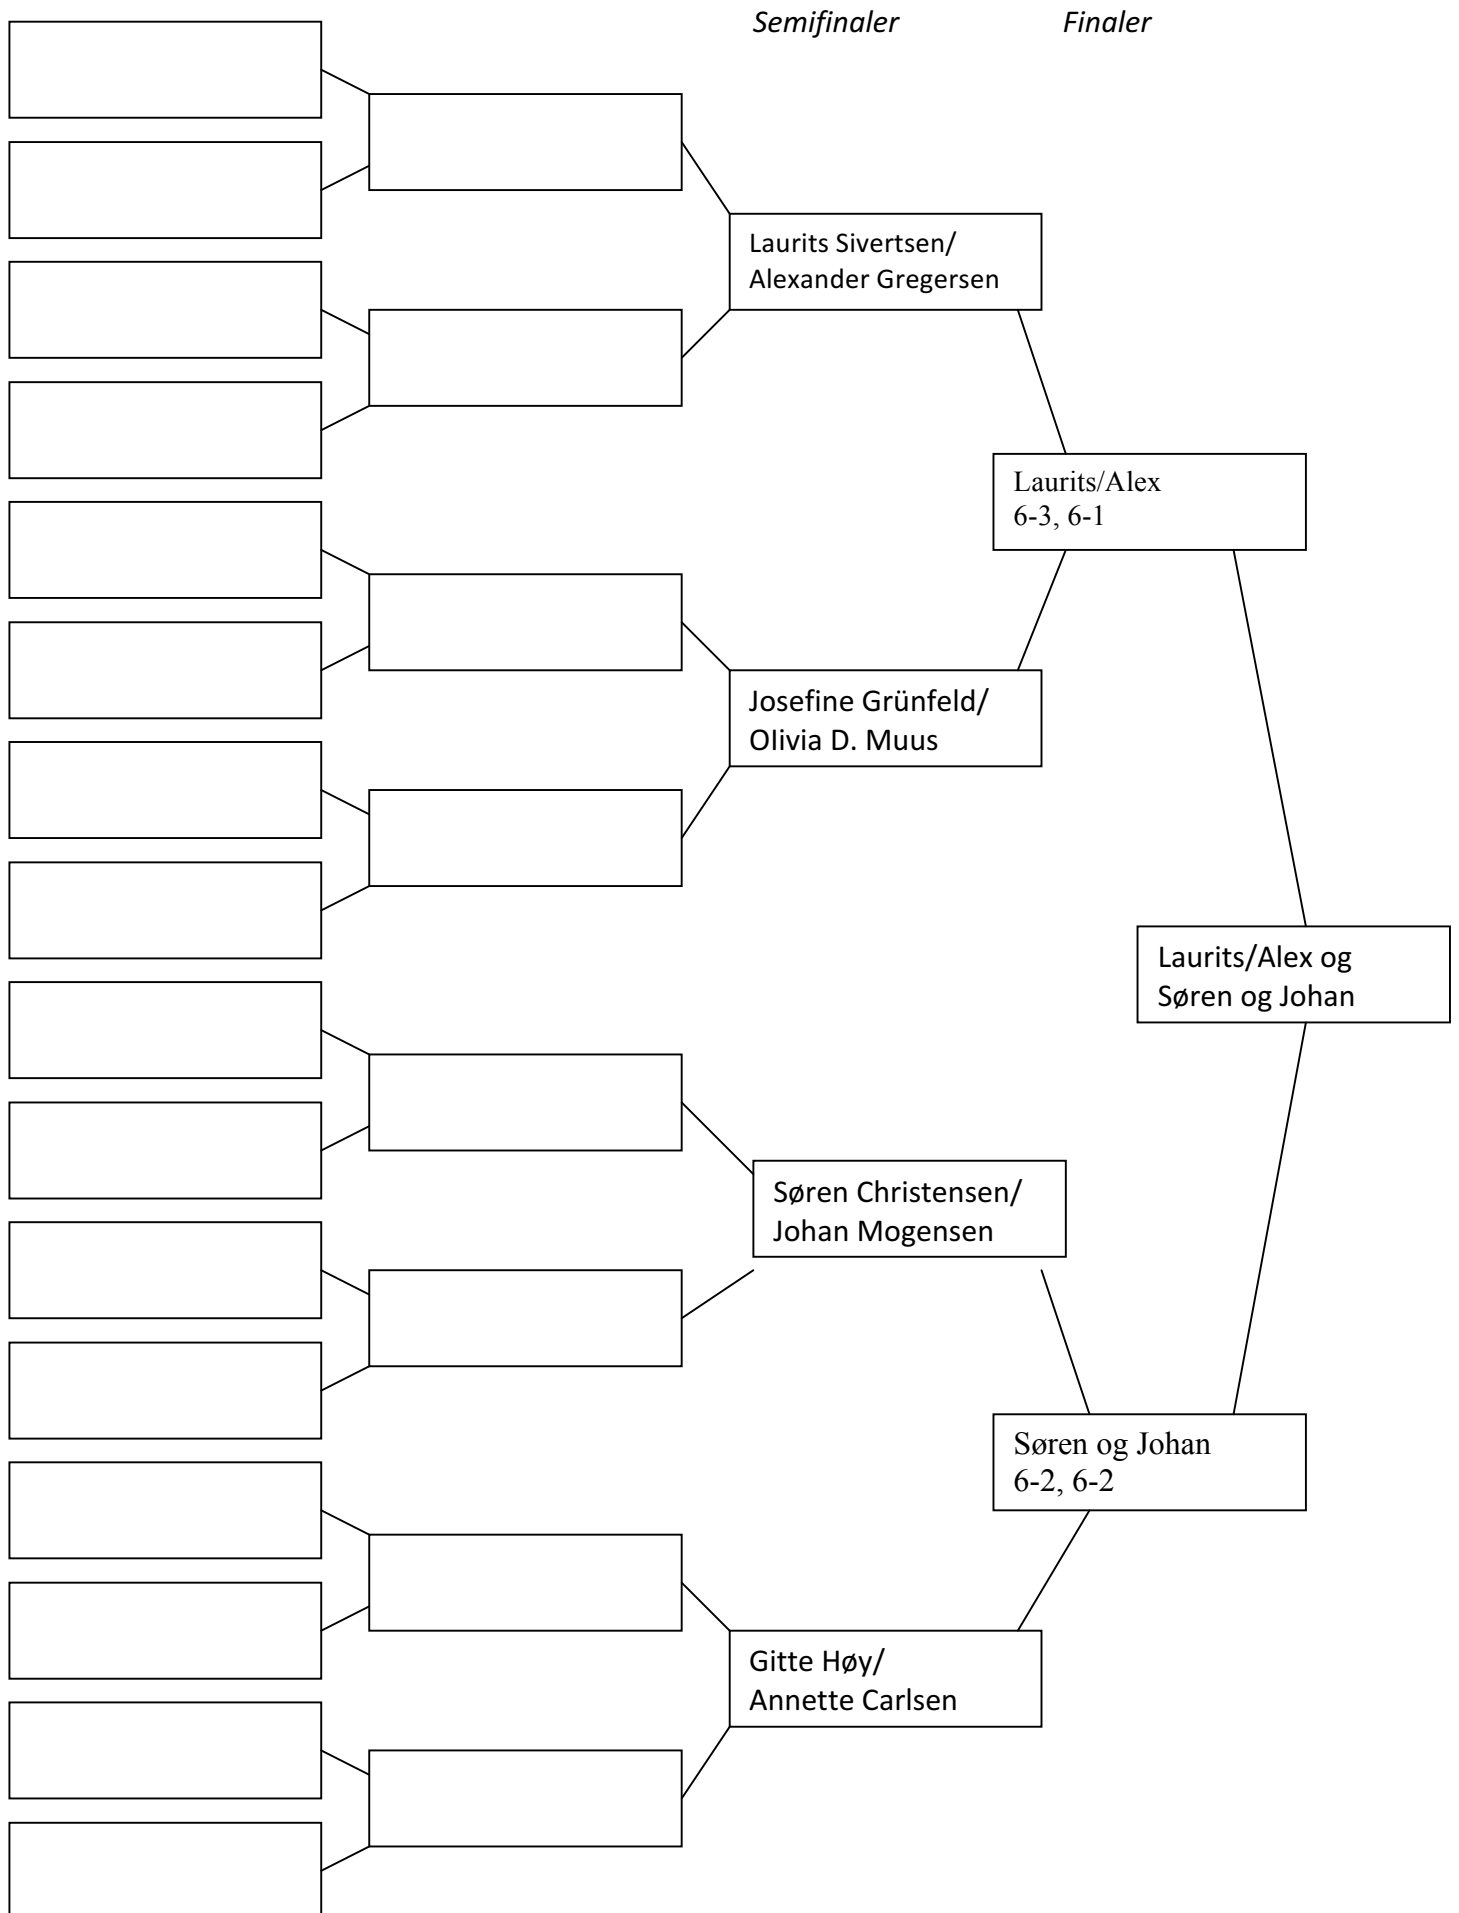 Semifinaler
Finaler
Laurits Sivertsen/
Alexander Gregersen
Laurits/Alex
6-3, 6-1
Josefine Grünfeld/
Olivia D. Muus
Laurits/Alex og
Søren og Johan
Søren Christensen/
Johan Mogensen
Søren og Johan
6-2, 6-2
Gitte Høy/
Annette Carlsen